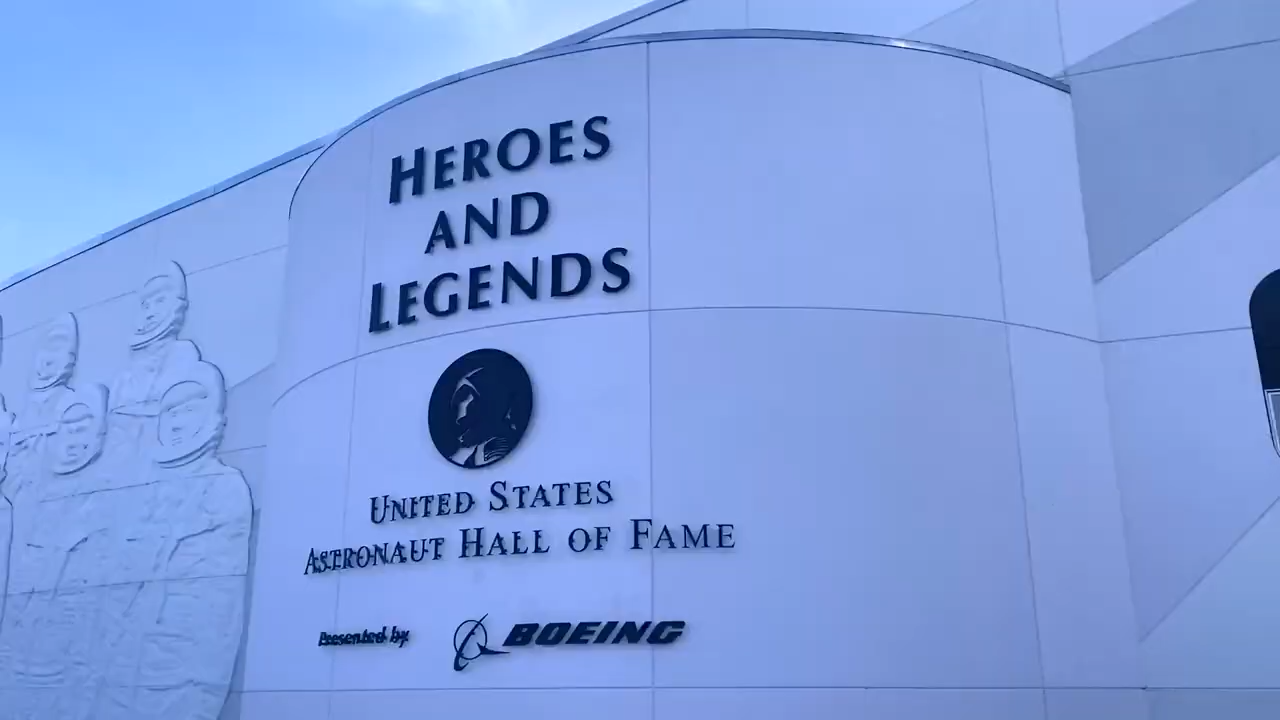 HEROES
AND
LEGENDS
UNITED STATES
ASTRONAUT HALL OF FAME
Presented by BOEING